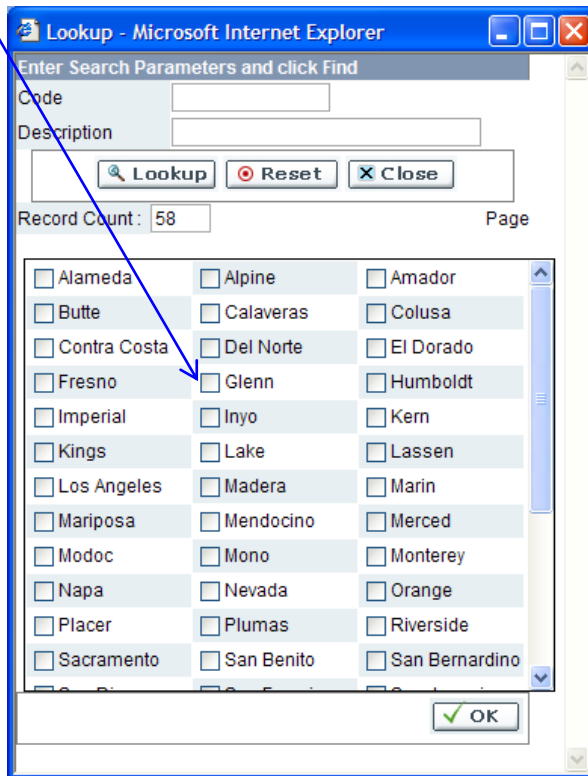 Lookup - Microsoft Internet Explorer
Enter Search Parameters and click Find
Code
Description
Lookup Reset Close
Record Count: 58 Page
Alameda Alpine Amador
Butte Calaveras Colusa
Contra Costa Del Norte El Dorado
Fresno Glenn Humboldt
Imperial Inyo Kern
Kings Lake Lassen
Los Angeles Madera Marin
Mariposa Mendocino Merced
Modoc Mono Monterey
Napa Nevada Orange
Placer Plumas Riverside
Sacramento San Benito San Bernardino
OK